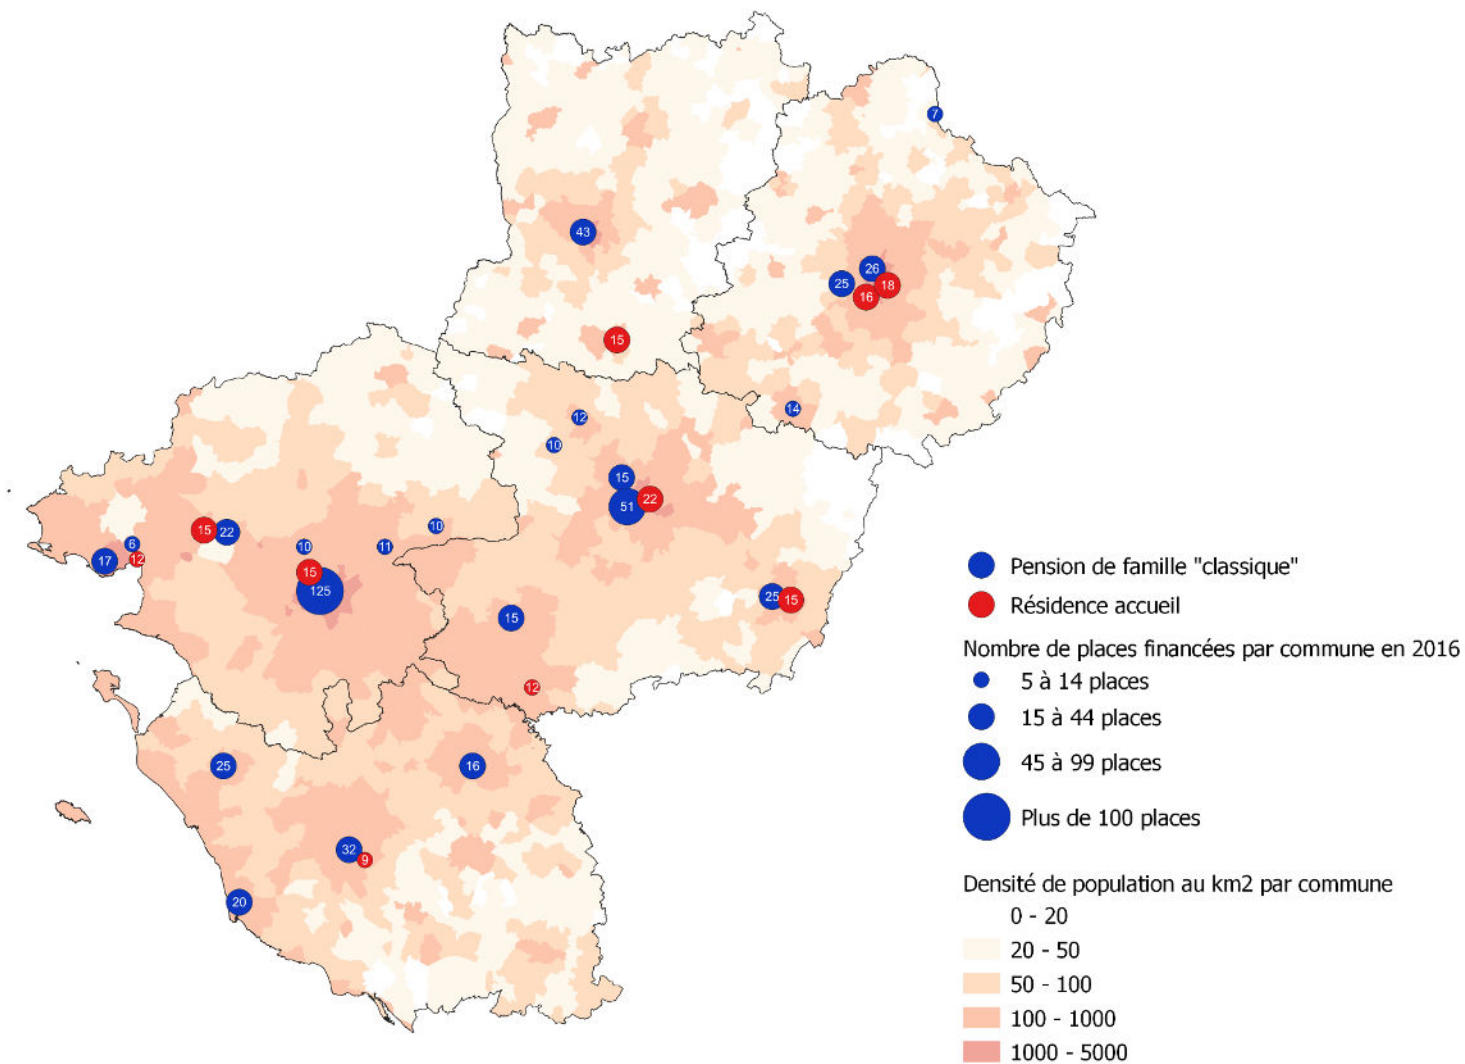 7
43
26
25
18
16
15
14
12
10
15
22
51
10
15
22
6
10
11
17
12
15
125
25
15
15
12
25
16
32
9
20
Pension de famille "classique"
Résidence accueil
Nombre de places financées par commune en 2016
5 à 14 places
15 à 44 places
45 à 99 places
Plus de 100 places
Densité de population au km2 par commune
0 - 20
20 - 50
50 - 100
100 - 1000
1000 - 5000